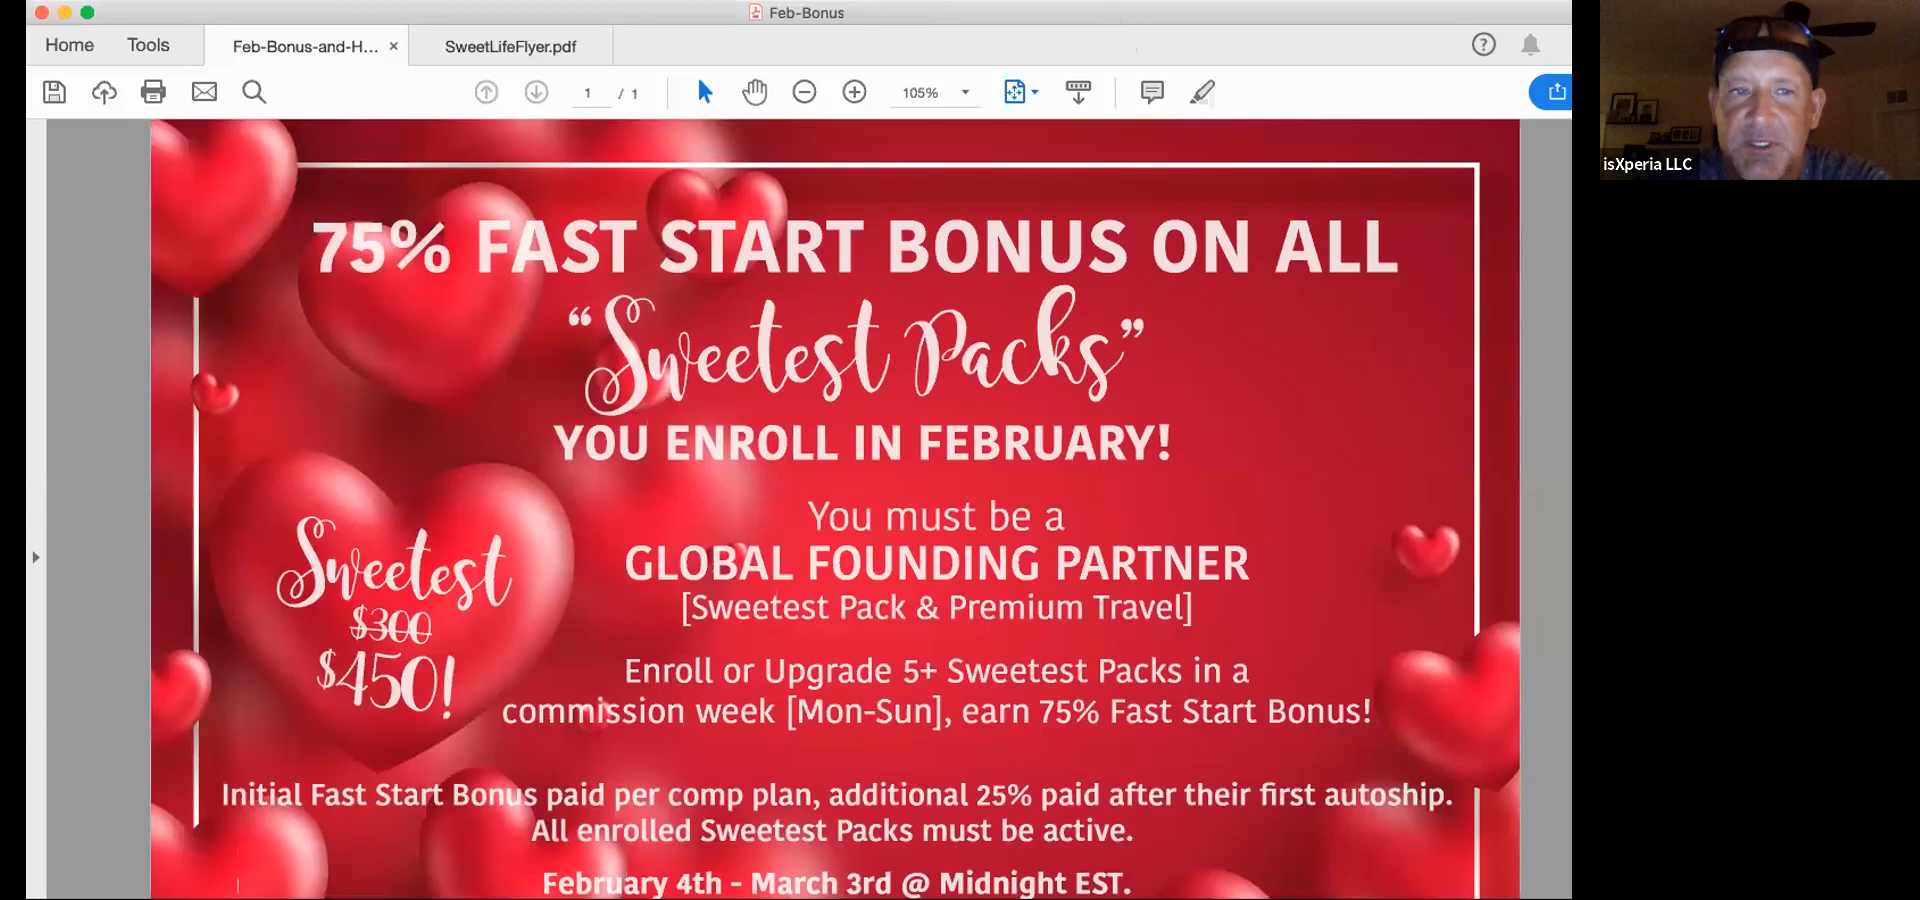 Feb-Bonus
Home Tools Feb-Bonus-and-H... × SweetLifeFlyer.pdf
1 / 1 105%
isXperia LLC
75% FAST START BONUS ON ALL
“Sweetest Packs”
YOU ENROLL IN FEBRUARY!
You must be a
GLOBAL FOUNDING PARTNER
[Sweetest Pack & Premium Travel]
Sweetest
$300
$450!
Enroll or Upgrade 5+ Sweetest Packs in a
commission week [Mon-Sun], earn 75% Fast Start Bonus!
Initial Fast Start Bonus paid per comp plan, additional 25% paid after their first autoship.
All enrolled Sweetest Packs must be active.
February 4th - March 3rd @ Midnight EST.